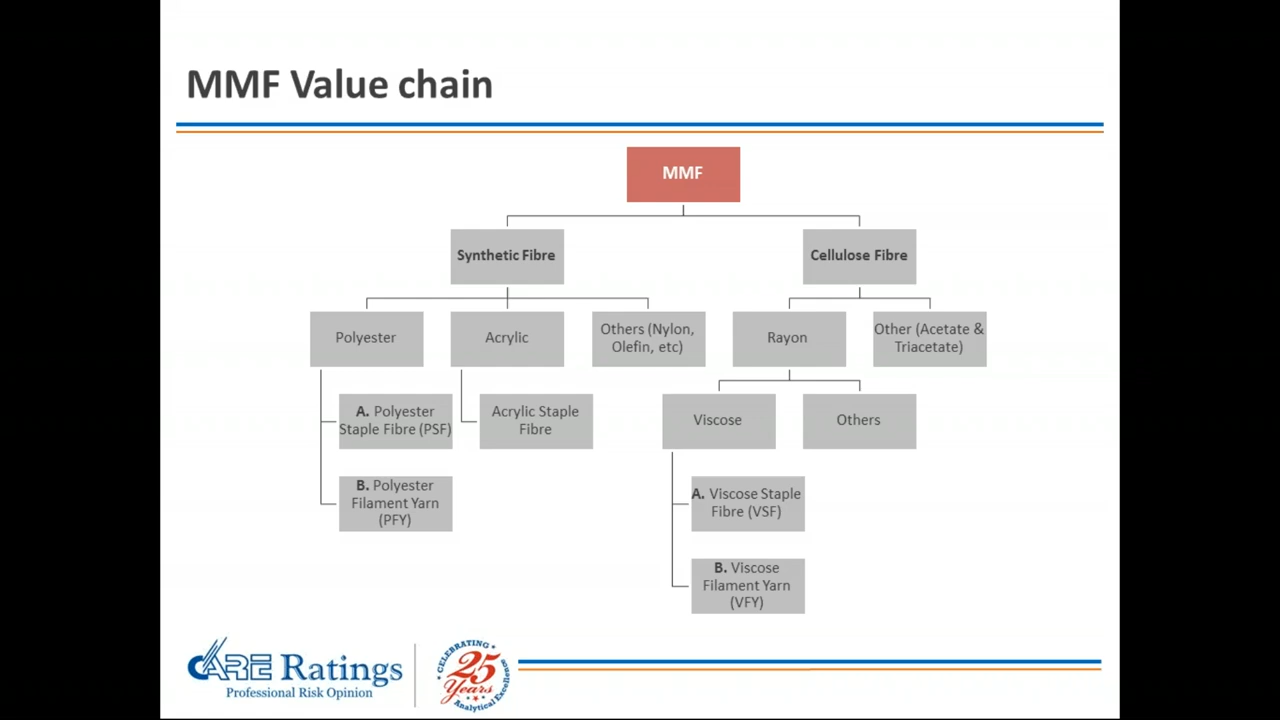 MMF Value chain
MMF
Synthetic Fibre
Cellulose Fibre
Polyester
Acrylic
Others (Nylon,
Olefin, etc)
Rayon
Other (Acetate &
Triacetate)
A. Polyester
Staple Fibre (PSF)
Acrylic Staple
Fibre
Viscose
Others
B. Polyester
Filament Yarn
(PFY)
A. Viscose Staple
Fibre (VSF)
B. Viscose
Filament Yarn
(VFY)
CARE Ratings
Professional Risk Opinion
CELEBRATING
25
Years
Analytical Excellence